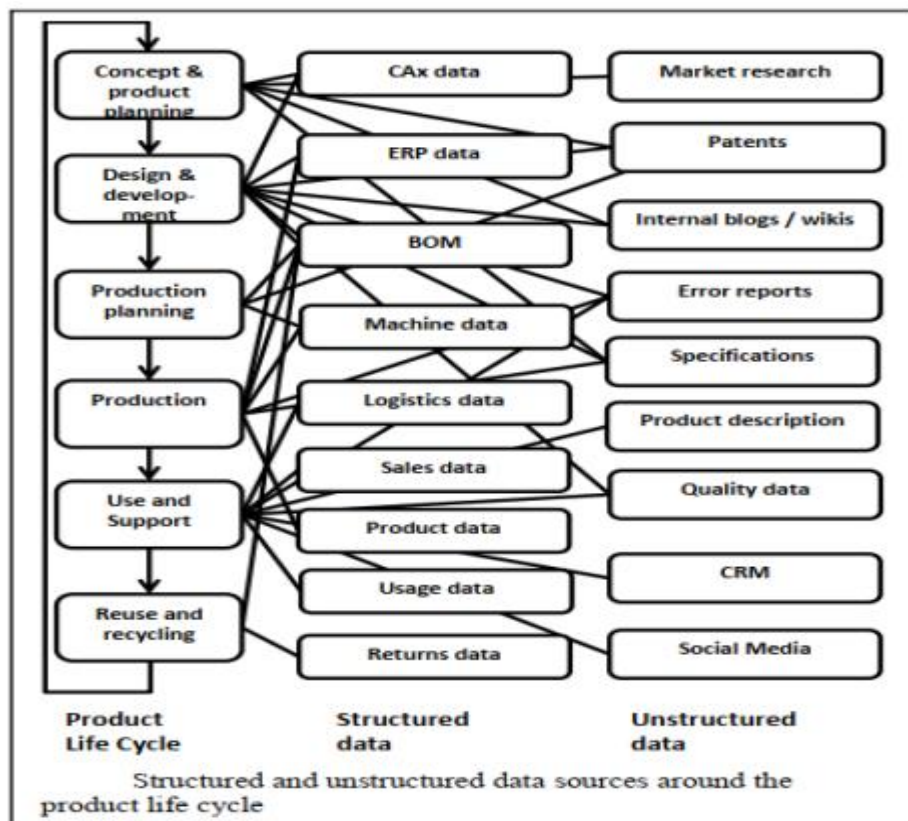 Concept &
product
planning
CAx data
Market research
ERP data
Patents
Design &
develop-
ment
BOM
Internal blogs / wikis
Production
planning
Machine data
Error reports
Specifications
Production
Logistics data
Product description
Sales data
Use and
Support
Quality data
Product data
CRM
Usage data
Reuse and
recycling
Returns data
Social Media
Product
Life Cycle
Structured
data
Unstructured
data
Structured and unstructured data sources around the
product life cycle